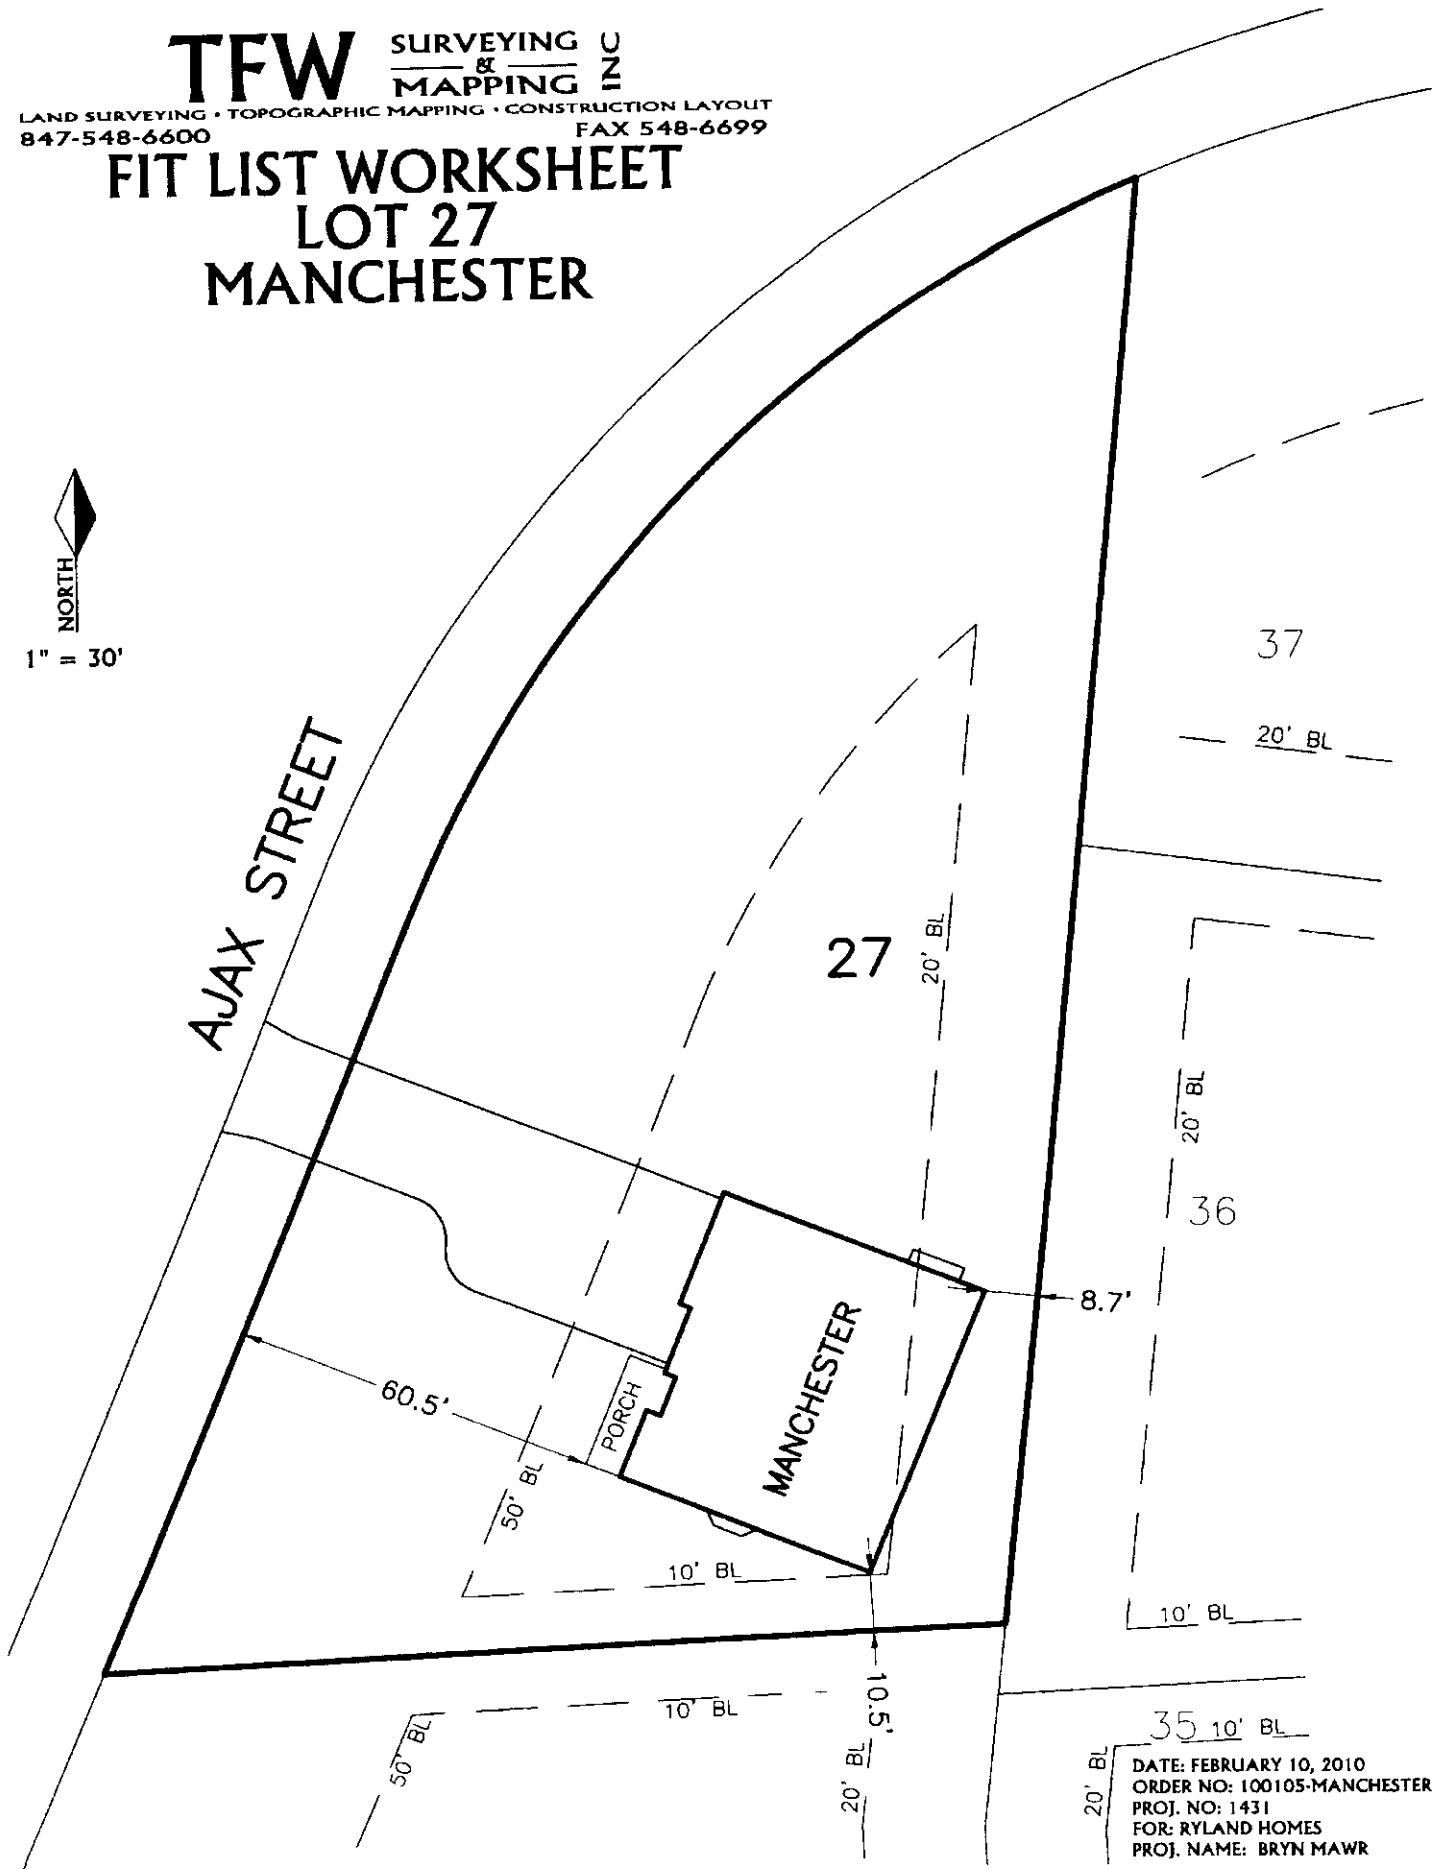 TFW SURVEYING & MAPPING INC
LAND SURVEYING • TOPOGRAPHIC MAPPING • CONSTRUCTION LAYOUT
847-548-6600 FAX 548-6699
FIT LIST WORKSHEET
LOT 27
MANCHESTER
NORTH
1" = 30'
AJAX STREET
37
20' BL
27
20' BL
20' BL
36
8.7'
MANCHESTER
60.5'
PORCH
50' BL
10' BL
10' BL
10' BL
10.5'
50' BL
20' BL
35
10' BL
20' BL
DATE: FEBRUARY 10, 2010
ORDER NO: 100105-MANCHESTER
PROJ. NO: 1431
FOR: RYLAND HOMES
PROJ. NAME: BRYN MAWR